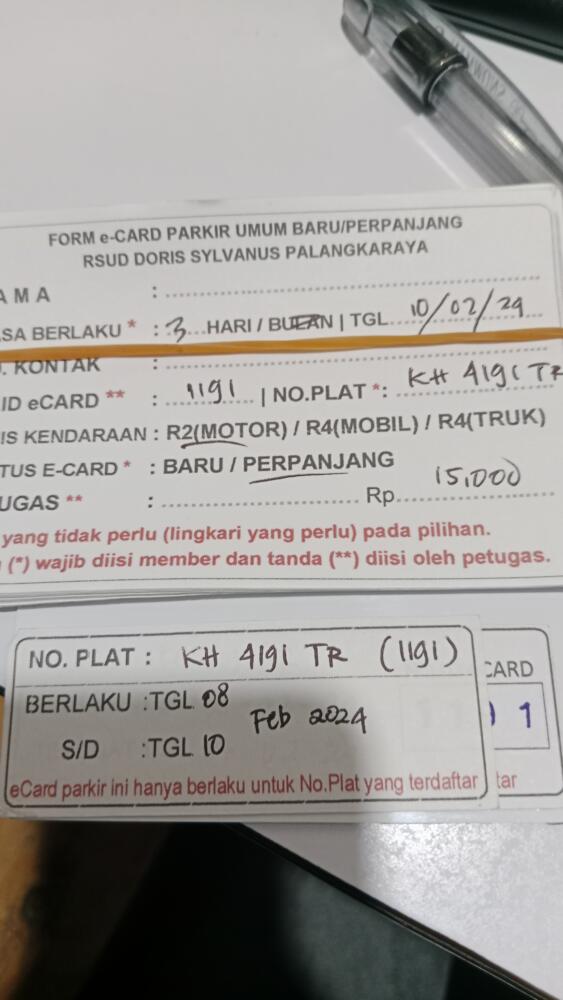 FORM e-CARD PARKIR UMUM BARU/PERPANJANG
RSUD DORIS SYLVANUS PALANGKARAYA
AMA :
SA BERLAKU * : 3 HARI / BULAN | TGL 10/02/29
. KONTAK :
ID eCARD ** : 1191 | NO.PLAT *: KH 4191 TR
IS KENDARAAN : R2(MOTOR) / R4(MOBIL) / R4(TRUK)
TUS E-CARD * : BARU / PERPANJANG
UGAS ** : Rp. 15.000
yang tidak perlu (lingkari yang perlu) pada pilihan.
(*) wajib diisi member dan tanda (**) diisi oleh petugas.
NO. PLAT : KH 4191 TR (1191)
BERLAKU :TGL 08
Feb 2024
S/D :TGL 10
eCard parkir ini hanya berlaku untuk No.Plat yang terdaftar
CARD
1
tar